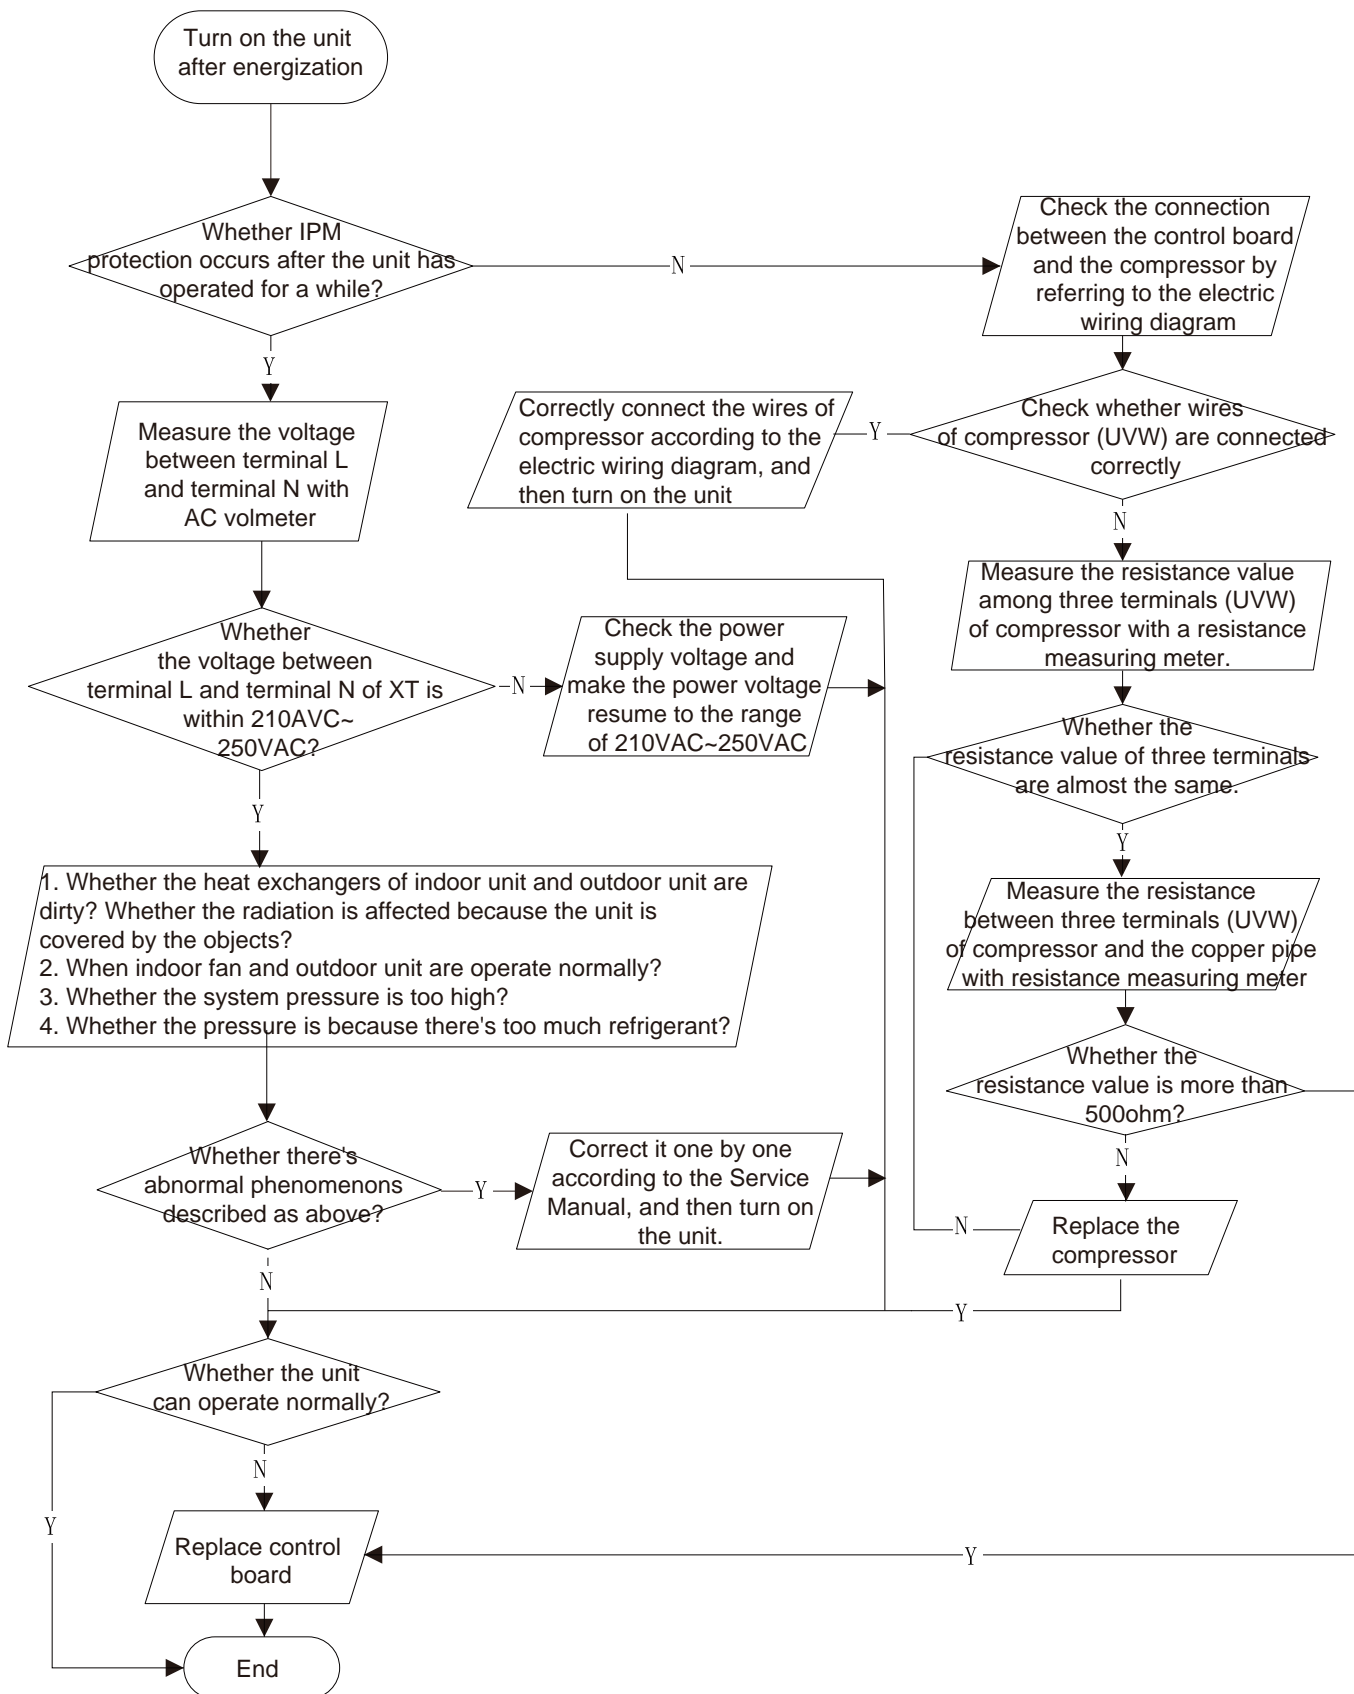 Turn on the unit
after energization
Whether IPM
protection occurs after the unit has
operated for a while?
N
Y
Check the connection
between the control board
and the compressor by
referring to the electric
wiring diagram
Measure the voltage
between terminal L
and terminal N with
AC volmeter
Correctly connect the wires of
compressor according to the
electric wiring diagram, and
then turn on the unit
Y
Check whether wires
of compressor (UVW) are connected
correctly
N
Whether
the voltage between
terminal L and terminal N of XT is
within 210AVC~
250VAC?
N
Check the power
supply voltage and
make the power voltage
resume to the range
of 210VAC~250VAC
Measure the resistance value
among three terminals (UVW)
of compressor with a resistance
measuring meter.
Whether the
resistance value of three terminals
are almost the same.
Y
Y
1. Whether the heat exchangers of indoor unit and outdoor unit are
dirty? Whether the radiation is affected because the unit is
covered by the objects?
2. When indoor fan and outdoor unit are operate normally?
3. Whether the system pressure is too high?
4. Whether the pressure is because there's too much refrigerant?
Measure the resistance
between three terminals (UVW)
of compressor and the copper pipe
with resistance measuring meter
Whether the
resistance value is more than
500ohm?
N
Whether there's
abnormal phenomenons
described as above?
Y
Correct it one by one
according to the Service
Manual, and then turn on
the unit.
N
Replace the
compressor
N
Y
Whether the unit
can operate normally?
N
Y
Replace control
board
Y
End